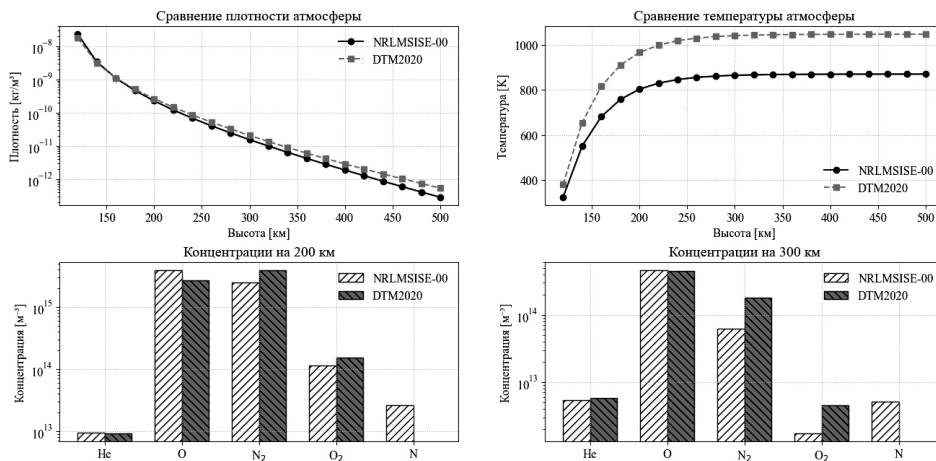 Сравнение плотности атмосферы
Плотность [кг/м³]
10⁻⁸
10⁻⁹
10⁻¹⁰
10⁻¹¹
10⁻¹²
NRLMSISE-00
DTM2020
150 200 250 300 350 400 450 500
Высота [км]
Сравнение температуры атмосферы
Температура [K]
1000
800
600
400
NRLMSISE-00
DTM2020
150 200 250 300 350 400 450 500
Высота [км]
Концентрации на 200 км
Концентрация [м⁻³]
10¹⁵
10¹⁴
10¹³
NRLMSISE-00
DTM2020
He O N₂ O₂ N
Концентрации на 300 км
Концентрация [м⁻³]
10¹⁴
10¹³
NRLMSISE-00
DTM2020
He O N₂ O₂ N